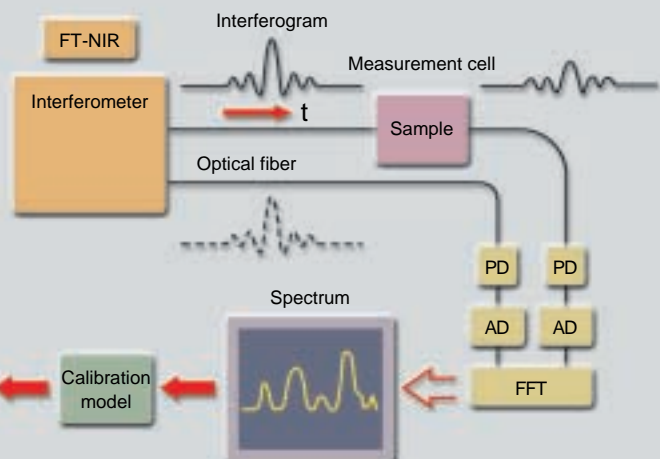 Interferogram
FT-NIR
Measurement cell
Interferometer
t
Sample
Optical fiber
PD
PD
Spectrum
AD
AD
Calibration
model
FFT